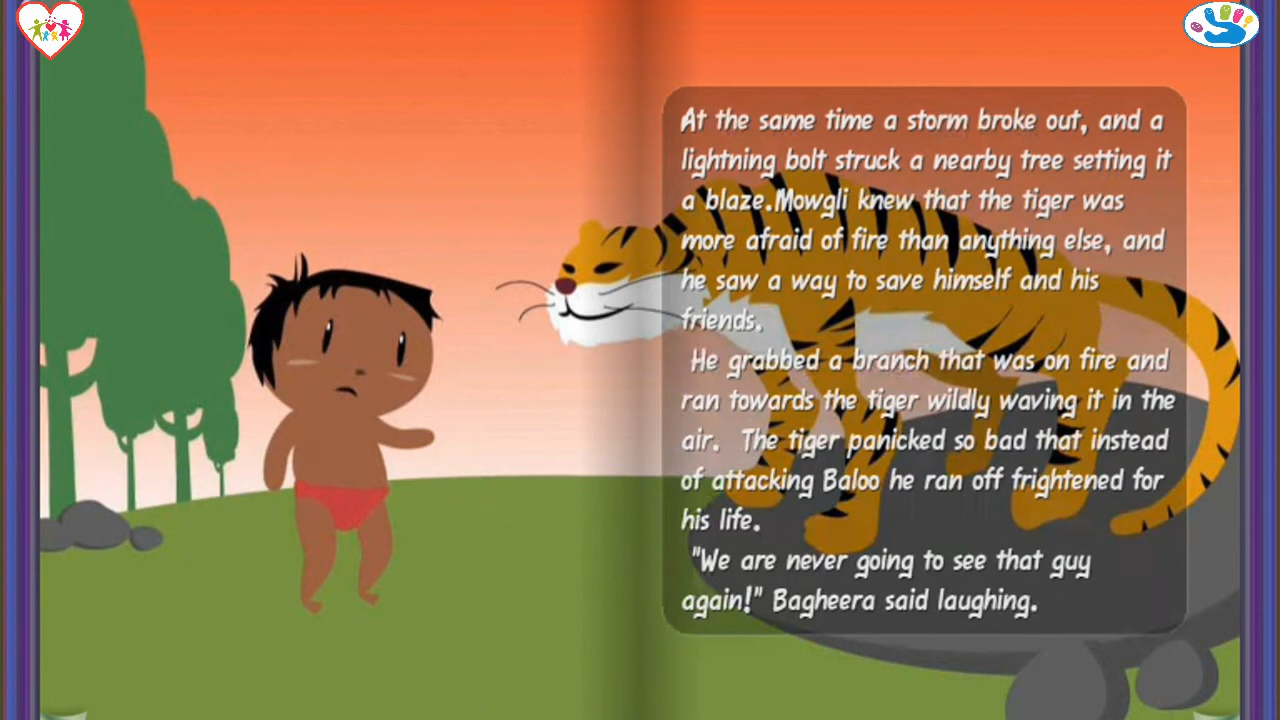 At the same time a storm broke out, and a
lightning bolt struck a nearby tree setting it
a blaze.Mowgli knew that the tiger was
more afraid of fire than anything else, and
he saw a way to save himself and his
friends.
He grabbed a branch that was on fire and
ran towards the tiger wildly waving it in the
air. The tiger panicked so bad that instead
of attacking Baloo he ran off frightened for
his life.
"We are never going to see that guy
again!" Bagheera said laughing.